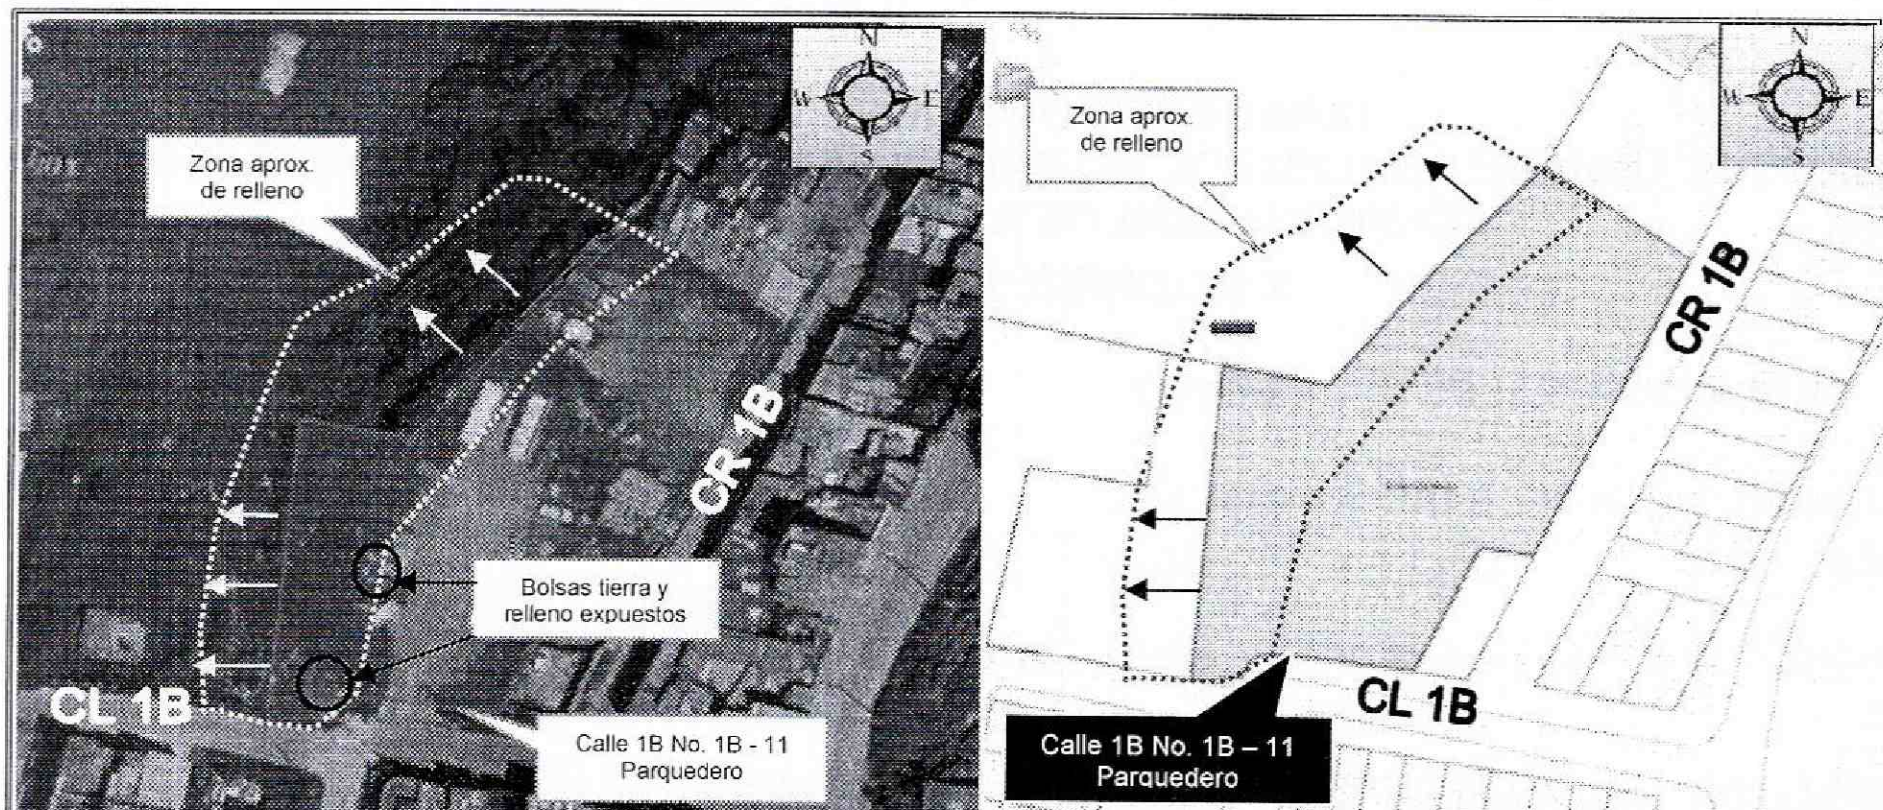 N
W E
S
Zona aprox.
de relleno
CR 1B
Bolsas tierra y
relleno expuestos
CL 1B
Calle 1B No. 1B - 11
Parquedero
N
W E
S
Zona aprox.
de relleno
CR 1B
CL 1B
Calle 1B No. 1B – 11
Parquedero